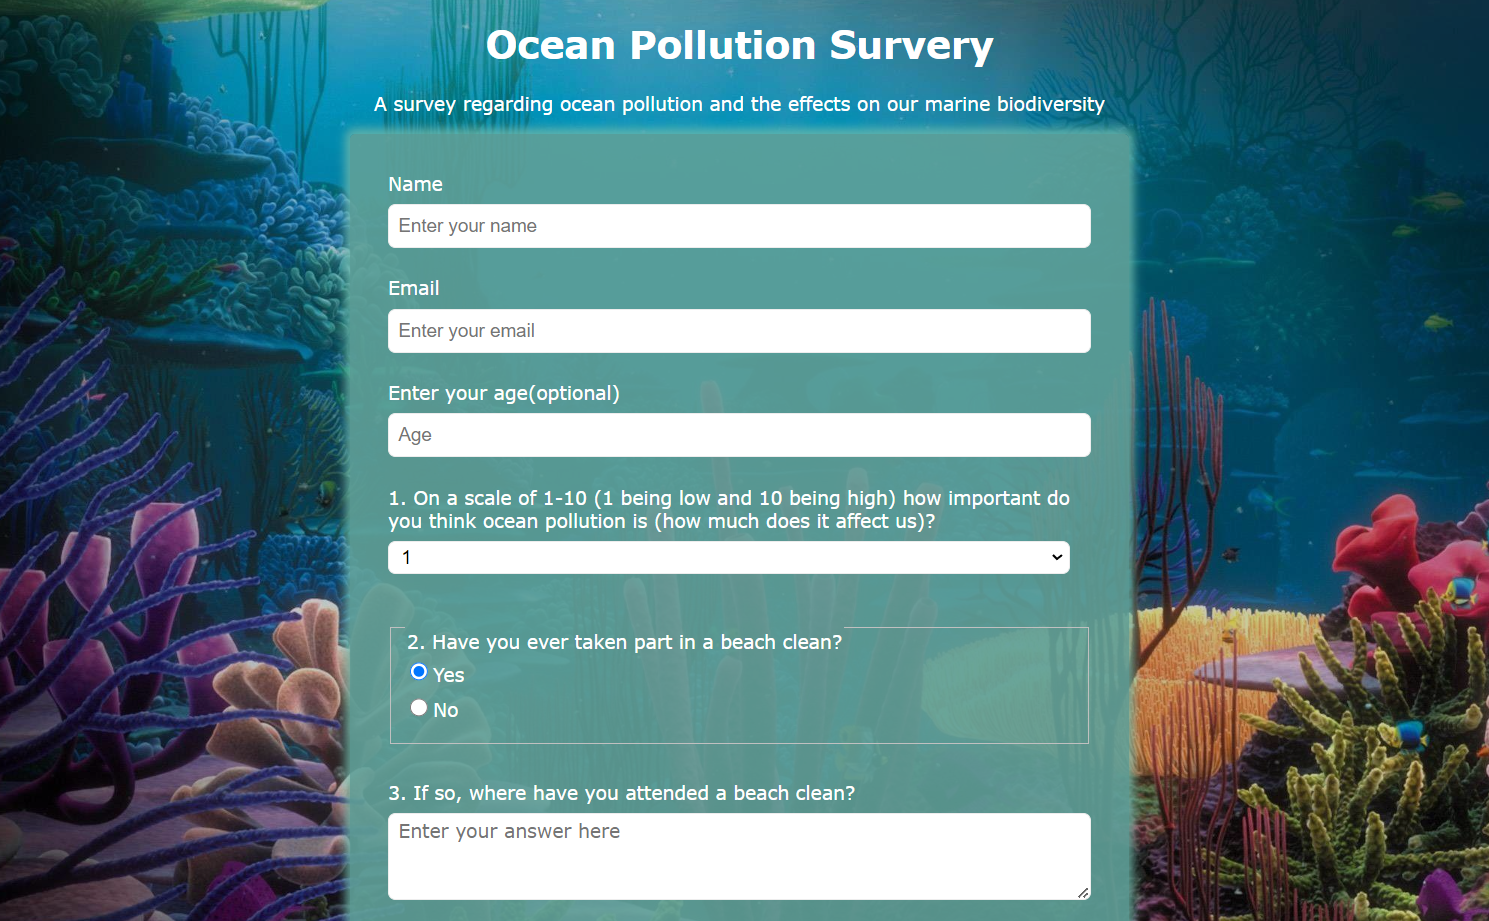 Ocean Pollution Survery
A survey regarding ocean pollution and the effects on our marine biodiversity
Name
Enter your name
Email
Enter your email
Enter your age(optional)
Age
1. On a scale of 1-10 (1 being low and 10 being high) how important do
you think ocean pollution is (how much does it affect us)?
1
2. Have you ever taken part in a beach clean?
Yes
No
3. If so, where have you attended a beach clean?
Enter your answer here